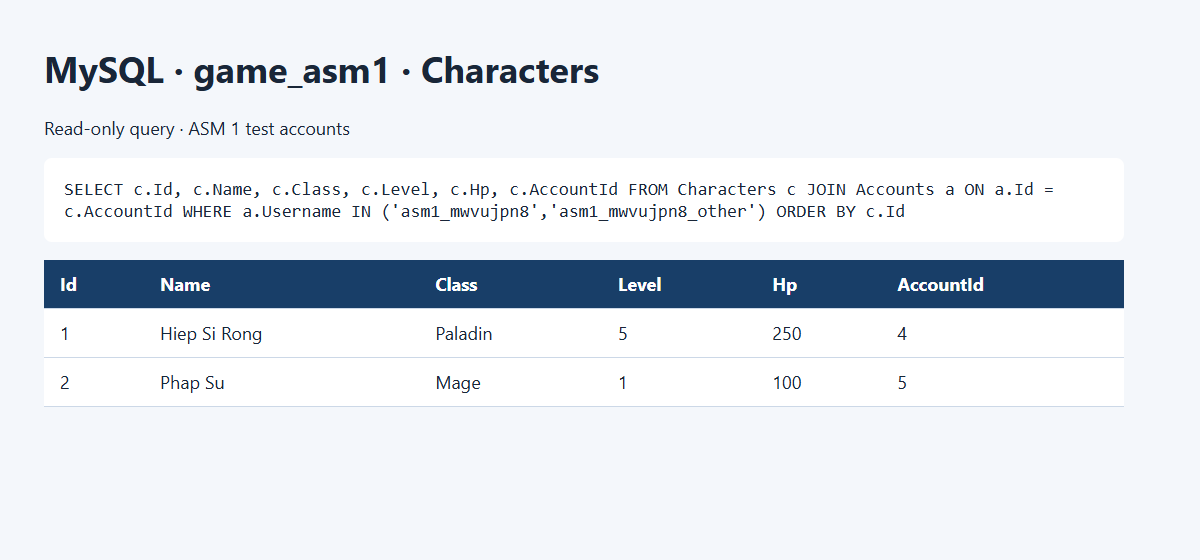 MySQL · game_asm1 · Characters
Read-only query · ASM 1 test accounts
SELECT c.Id, c.Name, c.Class, c.Level, c.Hp, c.AccountId FROM Characters c JOIN Accounts a ON a.Id =
c.AccountId WHERE a.Username IN ('asm1_mwvujpn8','asm1_mwvujpn8_other') ORDER BY c.Id
Id Name Class Level Hp AccountId
1 Hiep Si Rong Paladin 5 250 4
2 Phap Su Mage 1 100 5